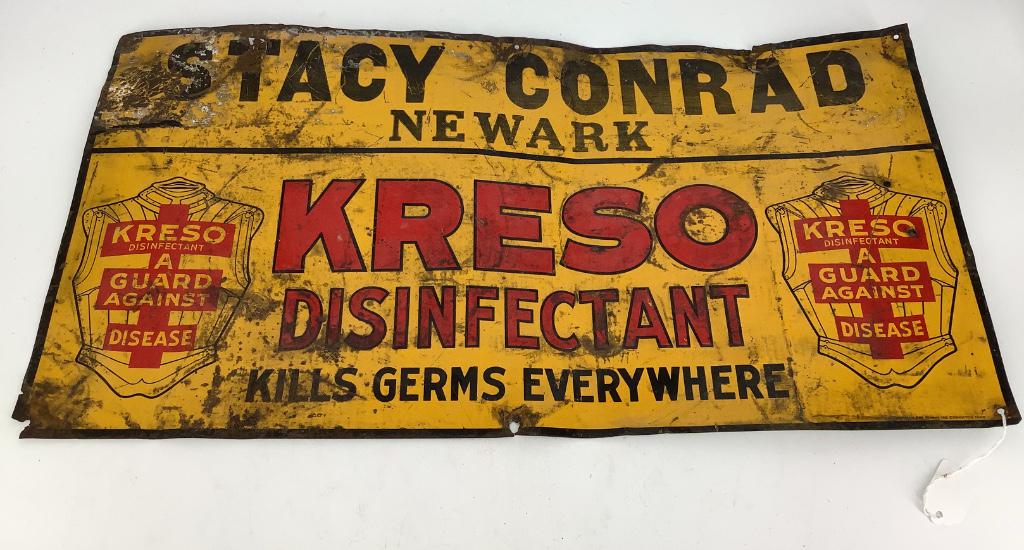 STACY CONRAD
NEWARK
KRESO
DISINFECTANT
KILLS GERMS EVERYWHERE
KRESO
DISINFECTANT
A
GUARD
AGAINST
DISEASE
KRESO
DISINFECTANT
A
GUARD
AGAINST
DISEASE